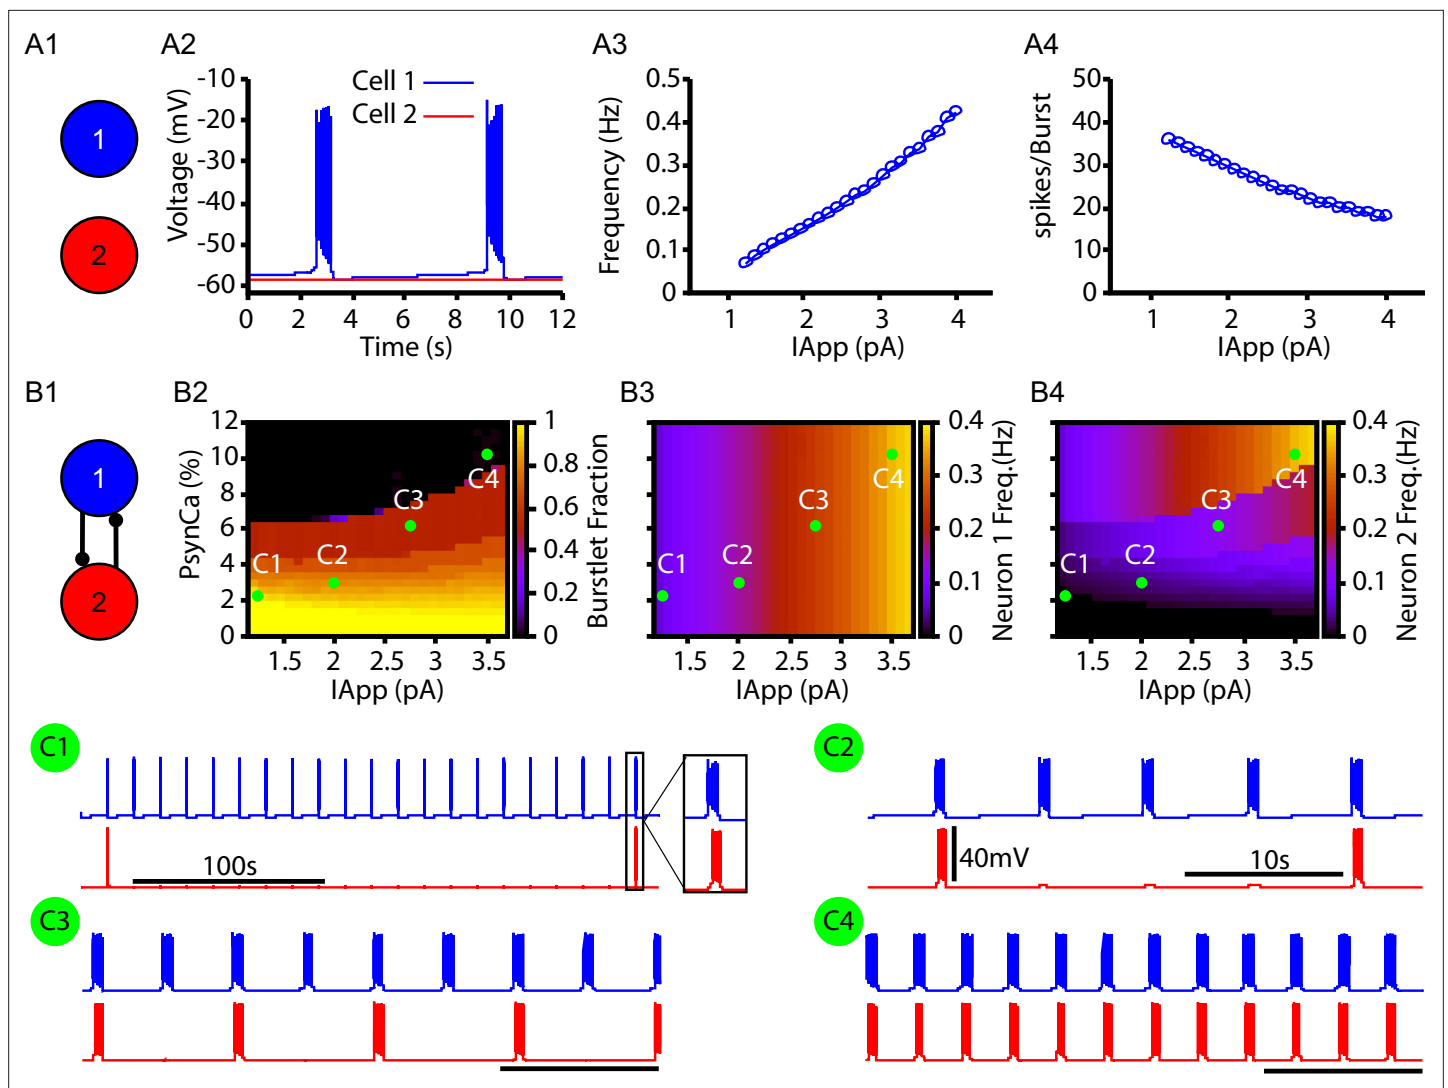 A1
A2
A3
A4
1
2
Voltage (mV)
-10
-20
-30
-40
-50
-60
0 2 4 6 8 10 12
Time (s)
Cell 1
Cell 2
Frequency (Hz)
0.5
0.4
0.3
0.2
0.1
0
1 2 3 4
IApp (pA)
spikes/Burst
50
40
30
20
10
0
1 2 3 4
IApp (pA)
B1
B2
B3
B4
1
2
PsynCa (%)
12
10
8
6
4
2
0
C1
C2
C3
C4
1.5 2 2.5 3 3.5
IApp (pA)
1
0.8
0.6
0.4
0.2
0
Burstlet Fraction
C1
C2
C3
C4
1.5 2 2.5 3 3.5
IApp (pA)
0.4
0.3
0.2
0.1
0
Neuron 1 Freq.(Hz)
C1
C2
C3
C4
1.5 2 2.5 3 3.5
IApp (pA)
0.4
0.3
0.2
0.1
0
Neuron 2 Freq.(Hz)
C1
100s
C2
40mV
10s
C3
C4